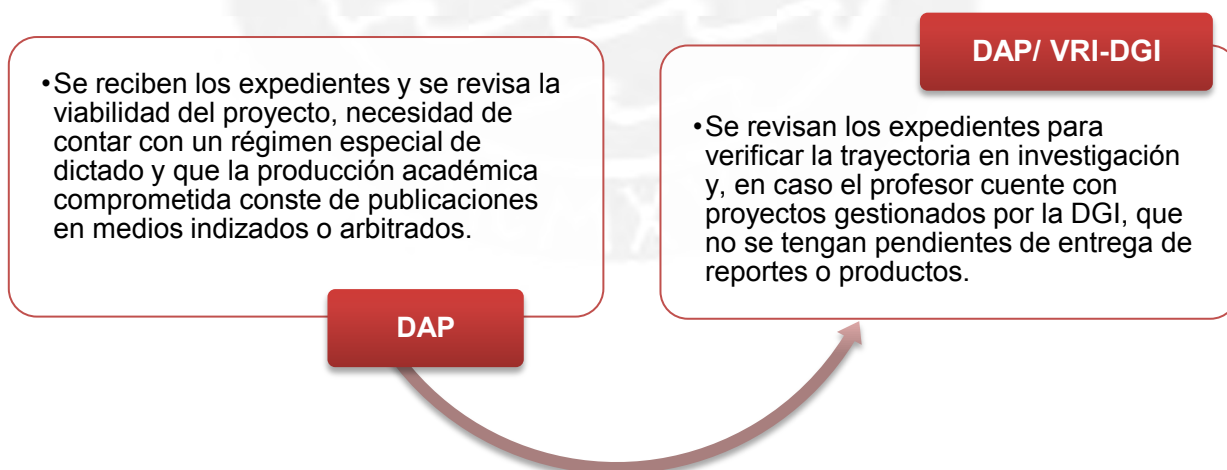 •Se reciben los expedientes y se revisa la
viabilidad del proyecto, necesidad de
contar con un régimen especial de
dictado y que la producción académica
comprometida conste de publicaciones
en medios indizados o arbitrados.
DAP
DAP/ VRI-DGI
•Se revisan los expedientes para
verificar la trayectoria en investigación
y, en caso el profesor cuente con
proyectos gestionados por la DGI, que
no se tengan pendientes de entrega de
reportes o productos.